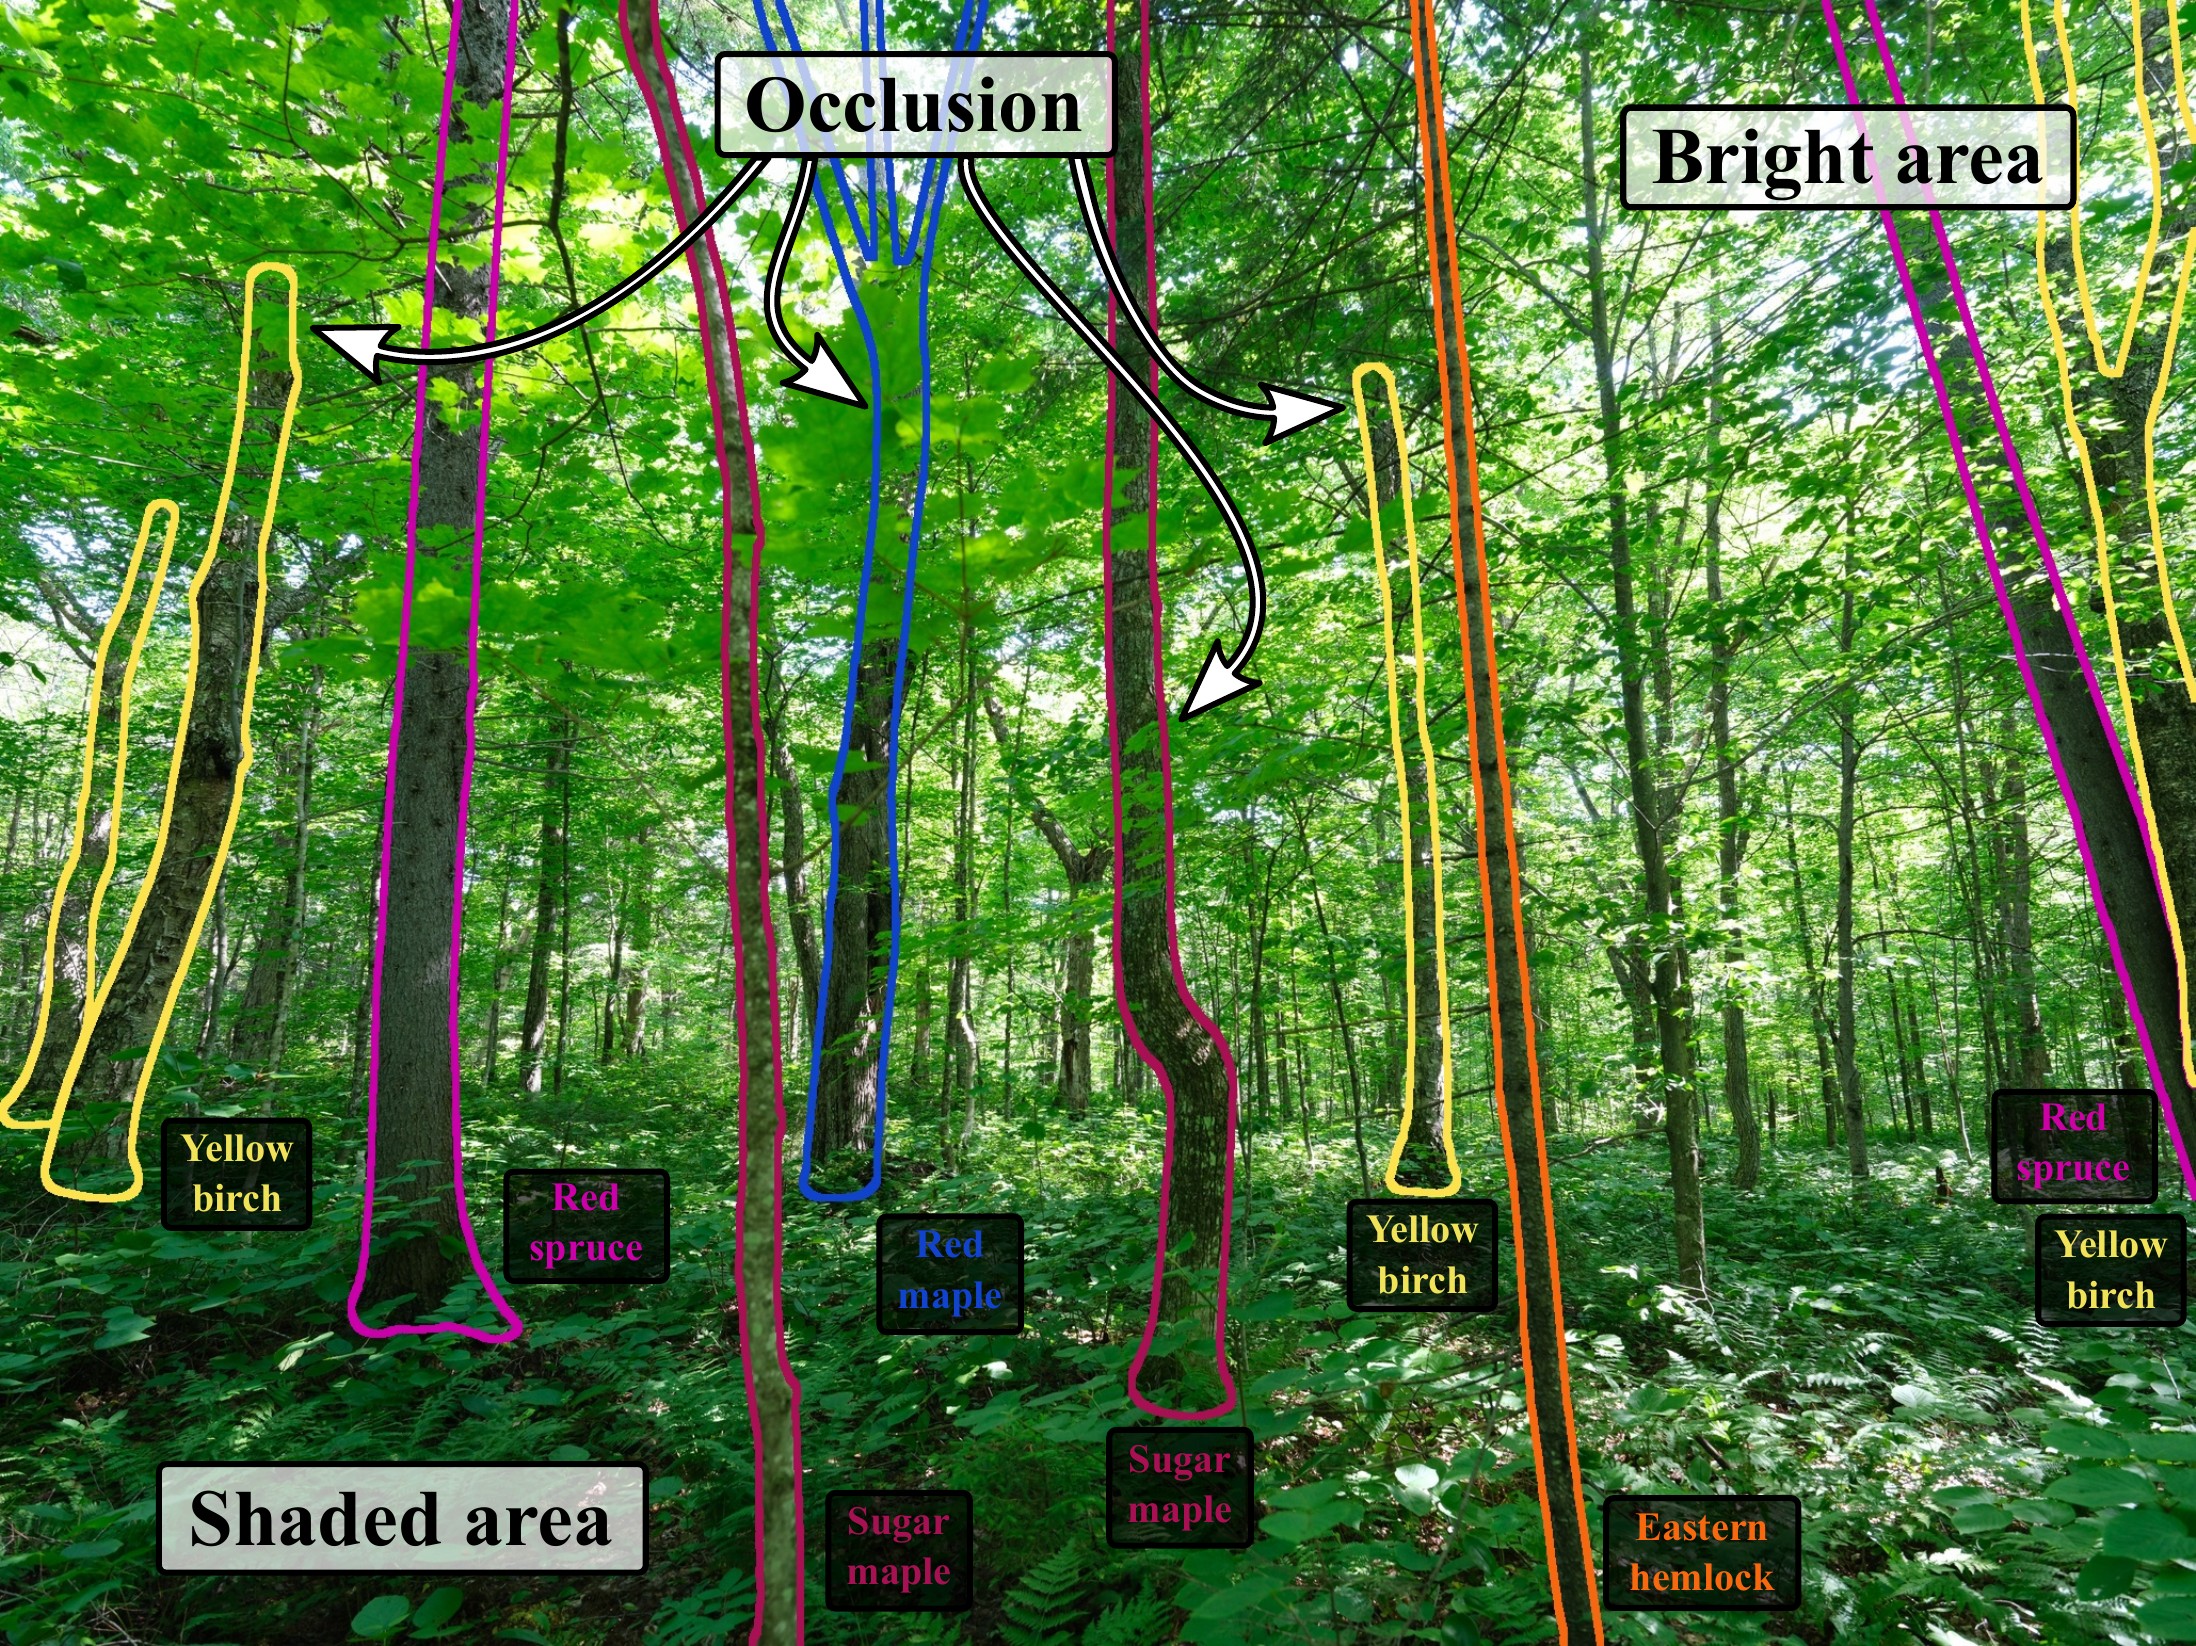 Occlusion
Bright area
Yellow
birch
Red
spruce
Red
maple
Yellow
birch
Red
spruce
Yellow
birch
Sugar
maple
Shaded area
Sugar
maple
Eastern
hemlock